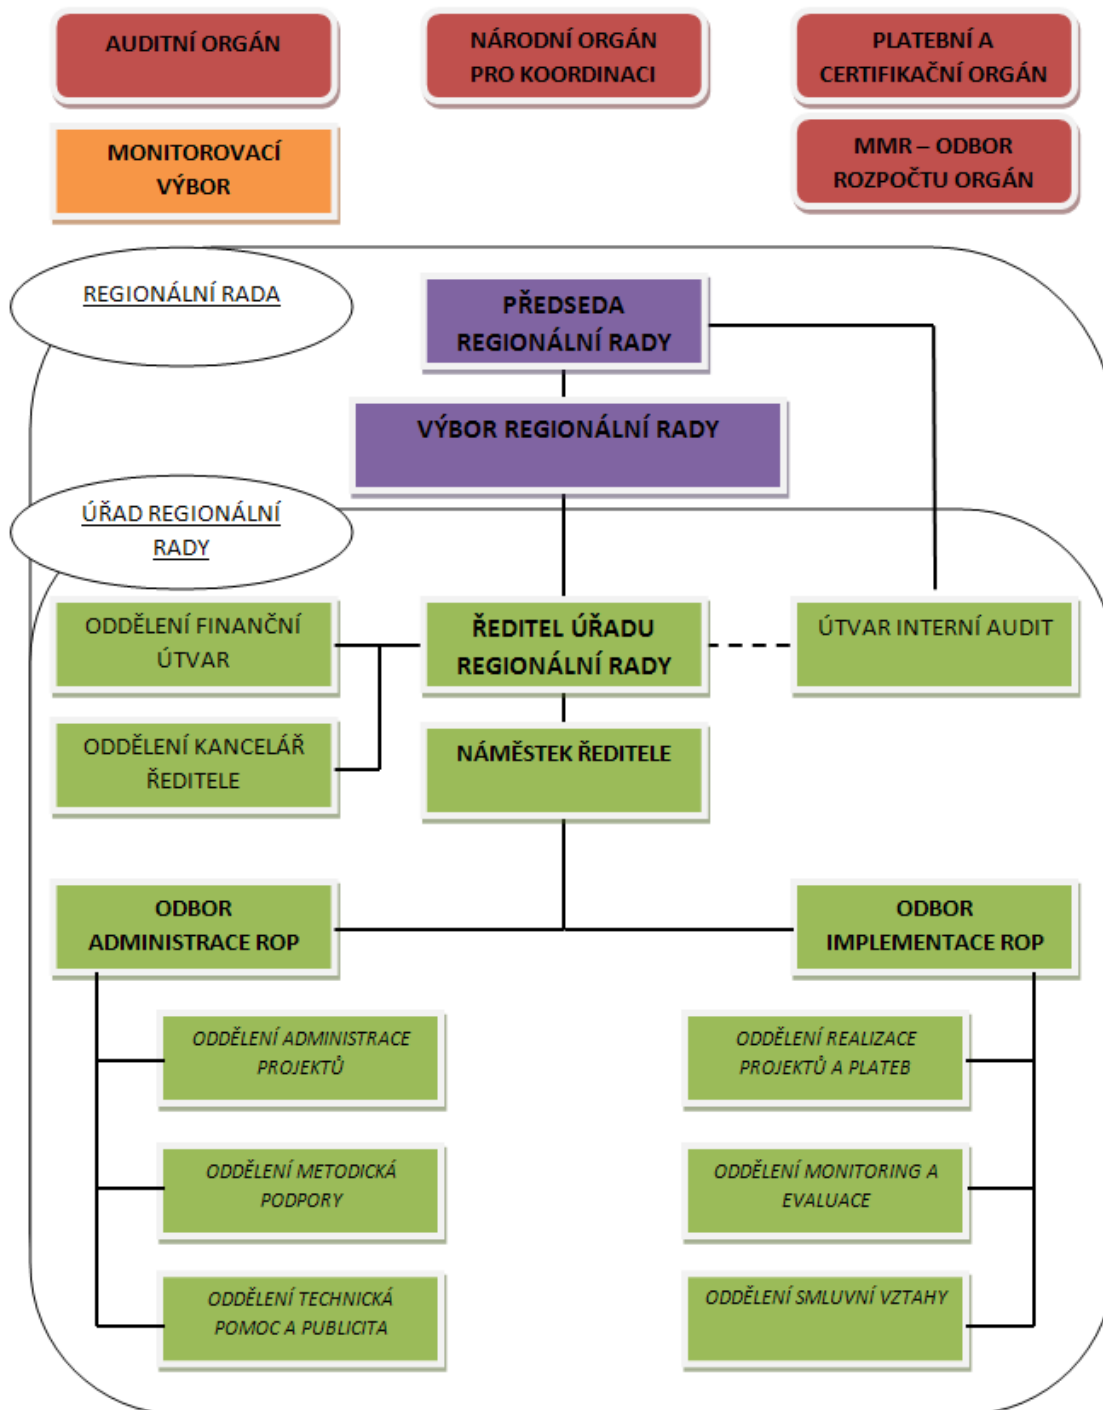 AUDITNÍ ORGÁN
NÁRODNÍ ORGÁN
PRO KOORDINACI
PLATEBNÍ A
CERTIFIKAČNÍ ORGÁN
MONITOROVACÍ
VÝBOR
MMR – ODBOR
ROZPOČTU ORGÁN
REGIONÁLNÍ RADA
PŘEDSEDA
REGIONÁLNÍ RADY
VÝBOR REGIONÁLNÍ RADY
ÚŘAD REGIONÁLNÍ
RADY
ODDĚLENÍ FINANČNÍ
ÚTVAR
ŘEDITEL ÚŘADU
REGIONÁLNÍ RADY
ÚTVAR INTERNÍ AUDIT
ODDĚLENÍ KANCELÁŘ
ŘEDITELE
NÁMĚSTEK ŘEDITELE
ODBOR
ADMINISTRACE ROP
ODBOR
IMPLEMENTACE ROP
ODDĚLENÍ ADMINISTRACE
PROJEKTŮ
ODDĚLENÍ REALIZACE
PROJEKTŮ A PLATEB
ODDĚLENÍ METODICKÁ
PODPORY
ODDĚLENÍ MONITORING A
EVALUACE
ODDĚLENÍ TECHNICKÁ
POMOC A PUBLICITA
ODDĚLENÍ SMLUVNÍ VZTAHY